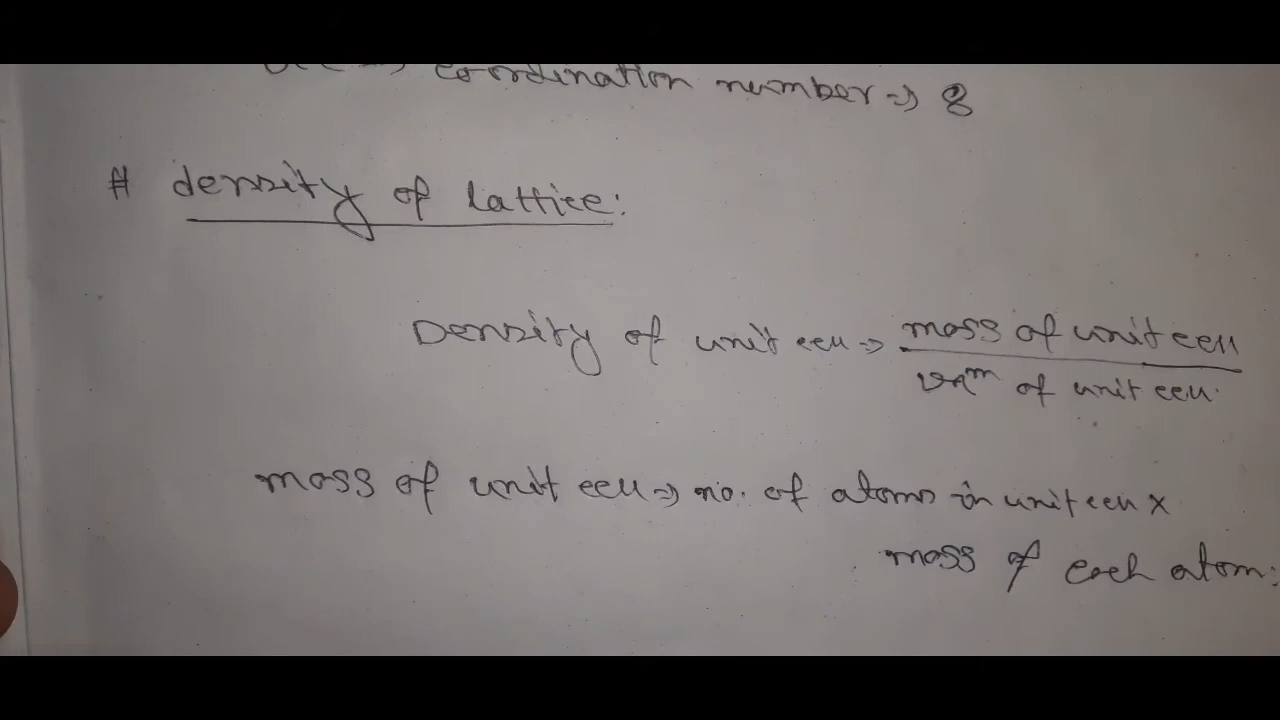 coordination number => 8
# density of lattice:
Density of unit cell => mass of unit cell
vol^m of unit cell.
mass of unit cell => no. of atoms in unit cell x
mass of each atom.